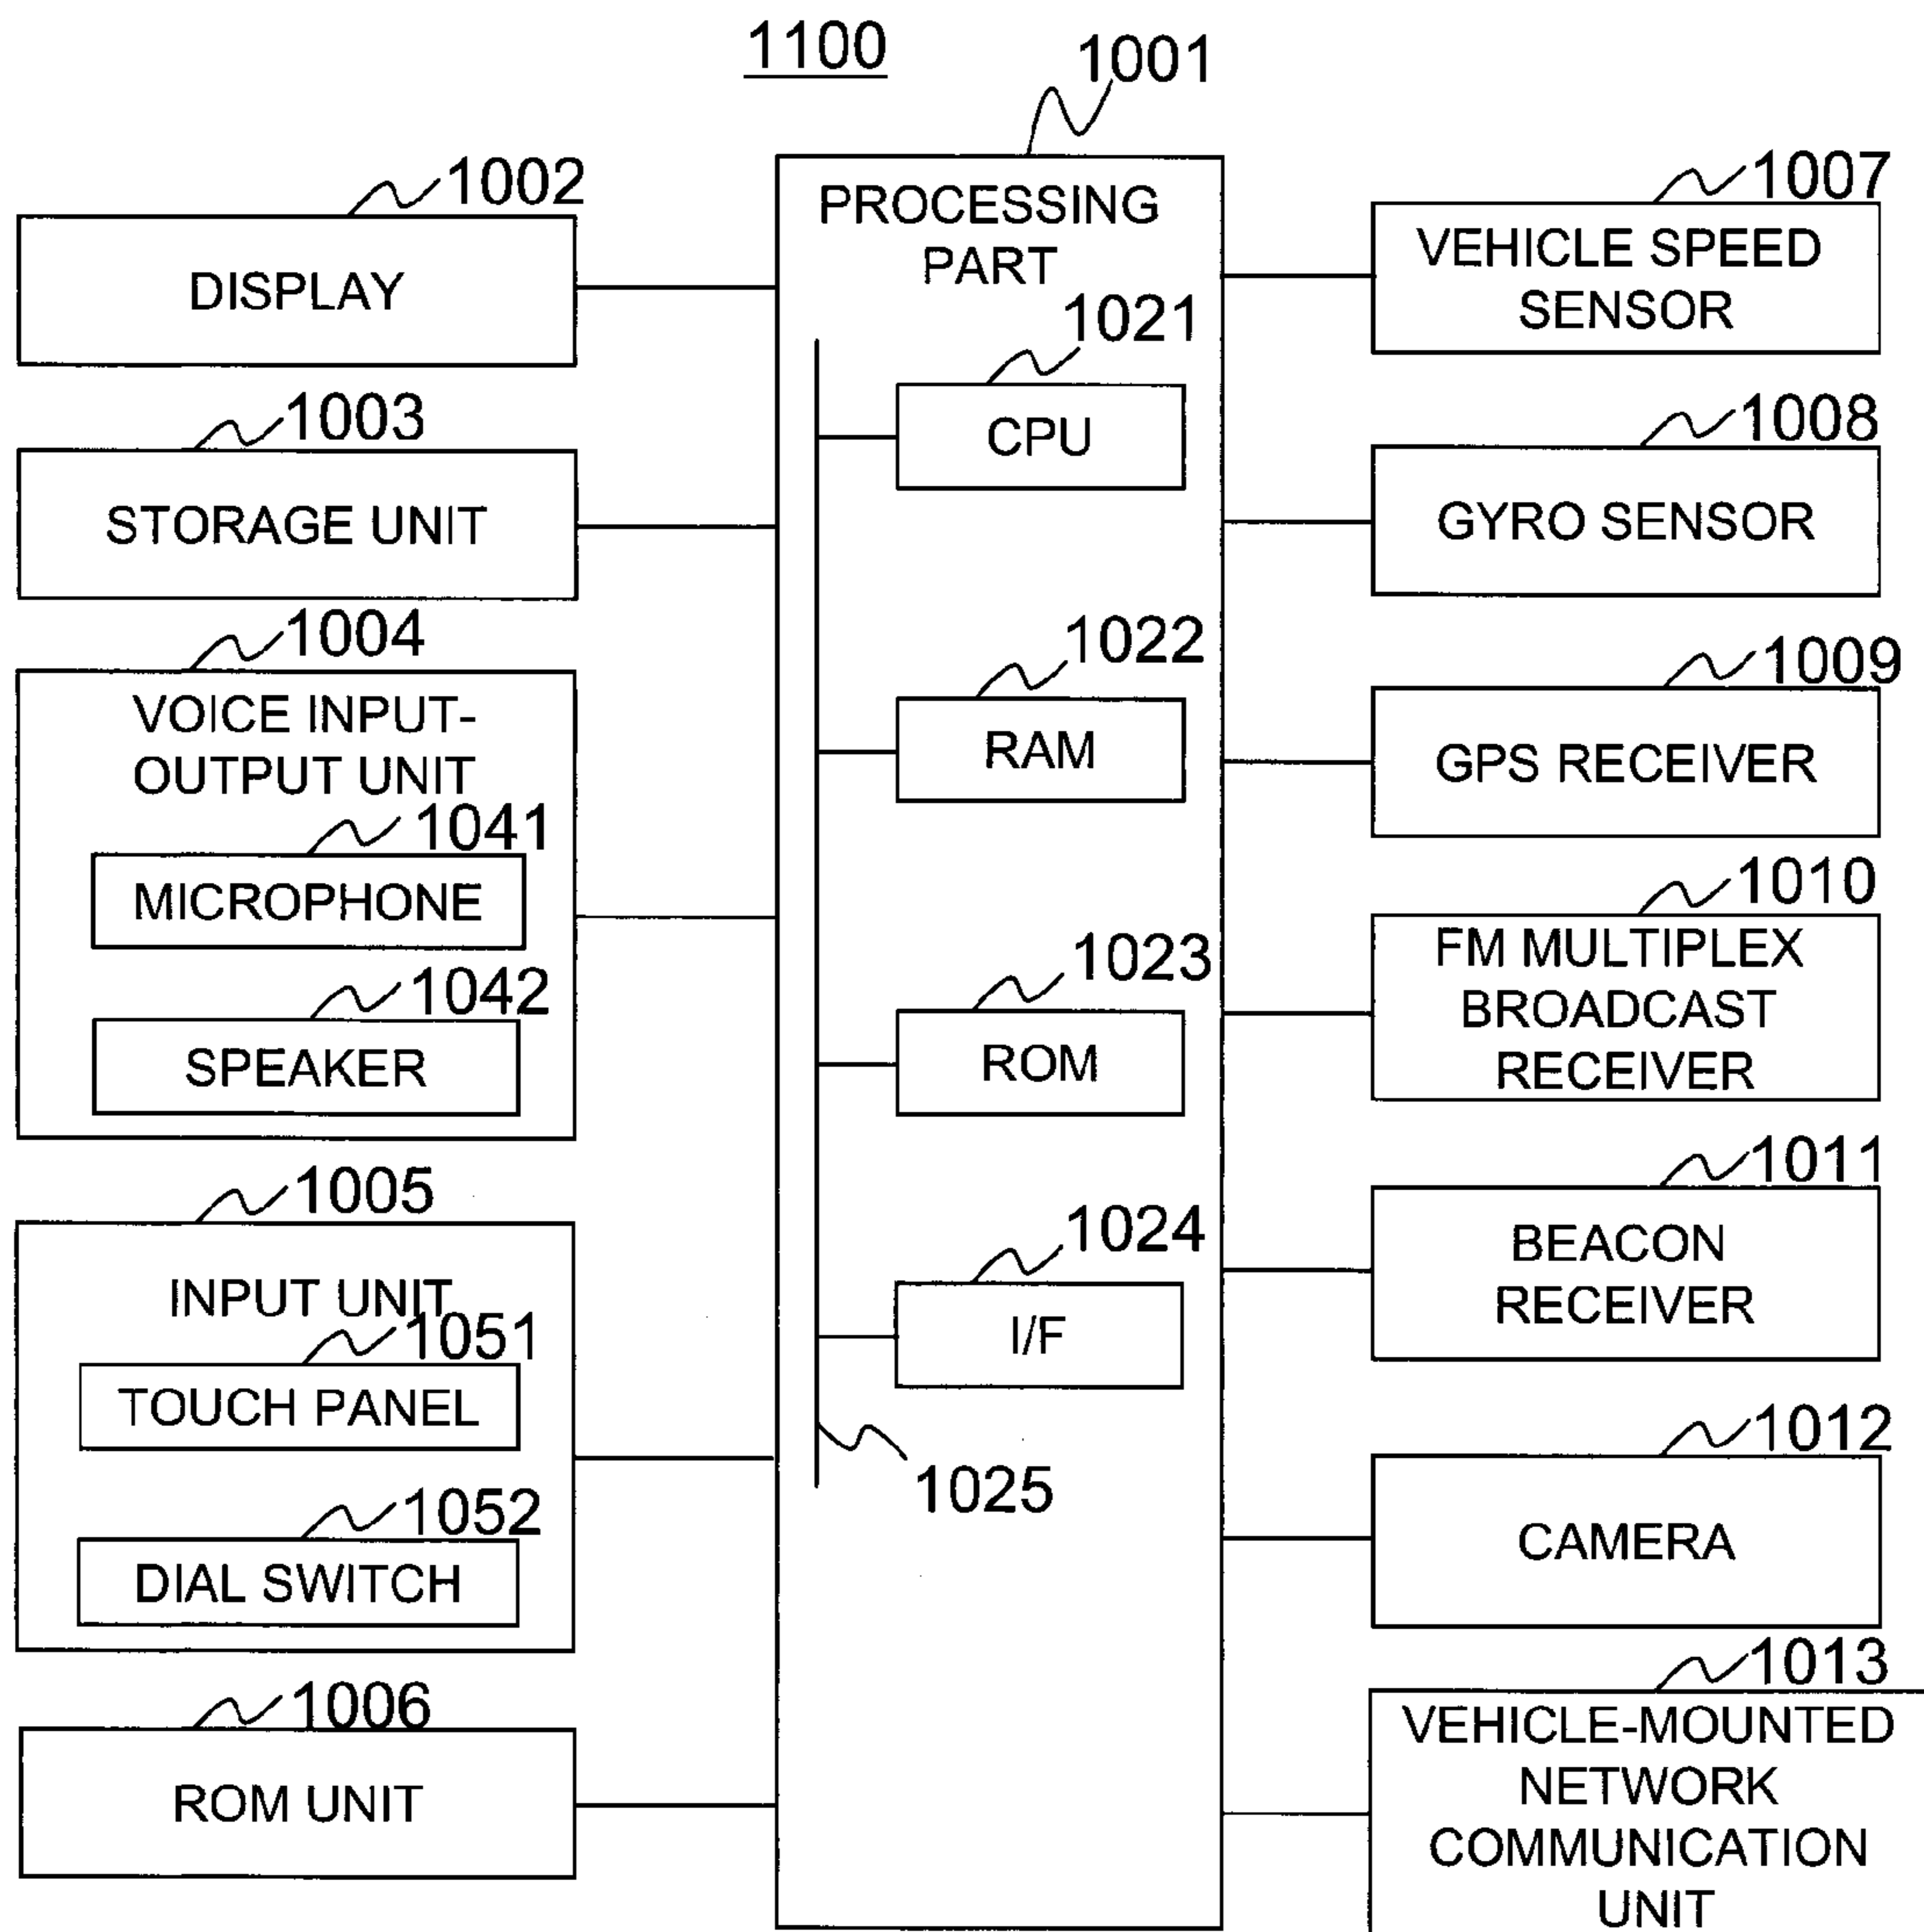 1100
1001
1002
DISPLAY
1003
STORAGE UNIT
1004
VOICE INPUT-
OUTPUT UNIT
1041
MICROPHONE
1042
SPEAKER
1005
INPUT UNIT
1051
TOUCH PANEL
1052
DIAL SWITCH
1006
ROM UNIT
PROCESSING
PART
1021
CPU
1022
RAM
1023
ROM
1024
I/F
1025
1007
VEHICLE SPEED
SENSOR
1008
GYRO SENSOR
1009
GPS RECEIVER
1010
FM MULTIPLEX
BROADCAST
RECEIVER
1011
BEACON
RECEIVER
1012
CAMERA
1013
VEHICLE-MOUNTED
NETWORK
COMMUNICATION
UNIT